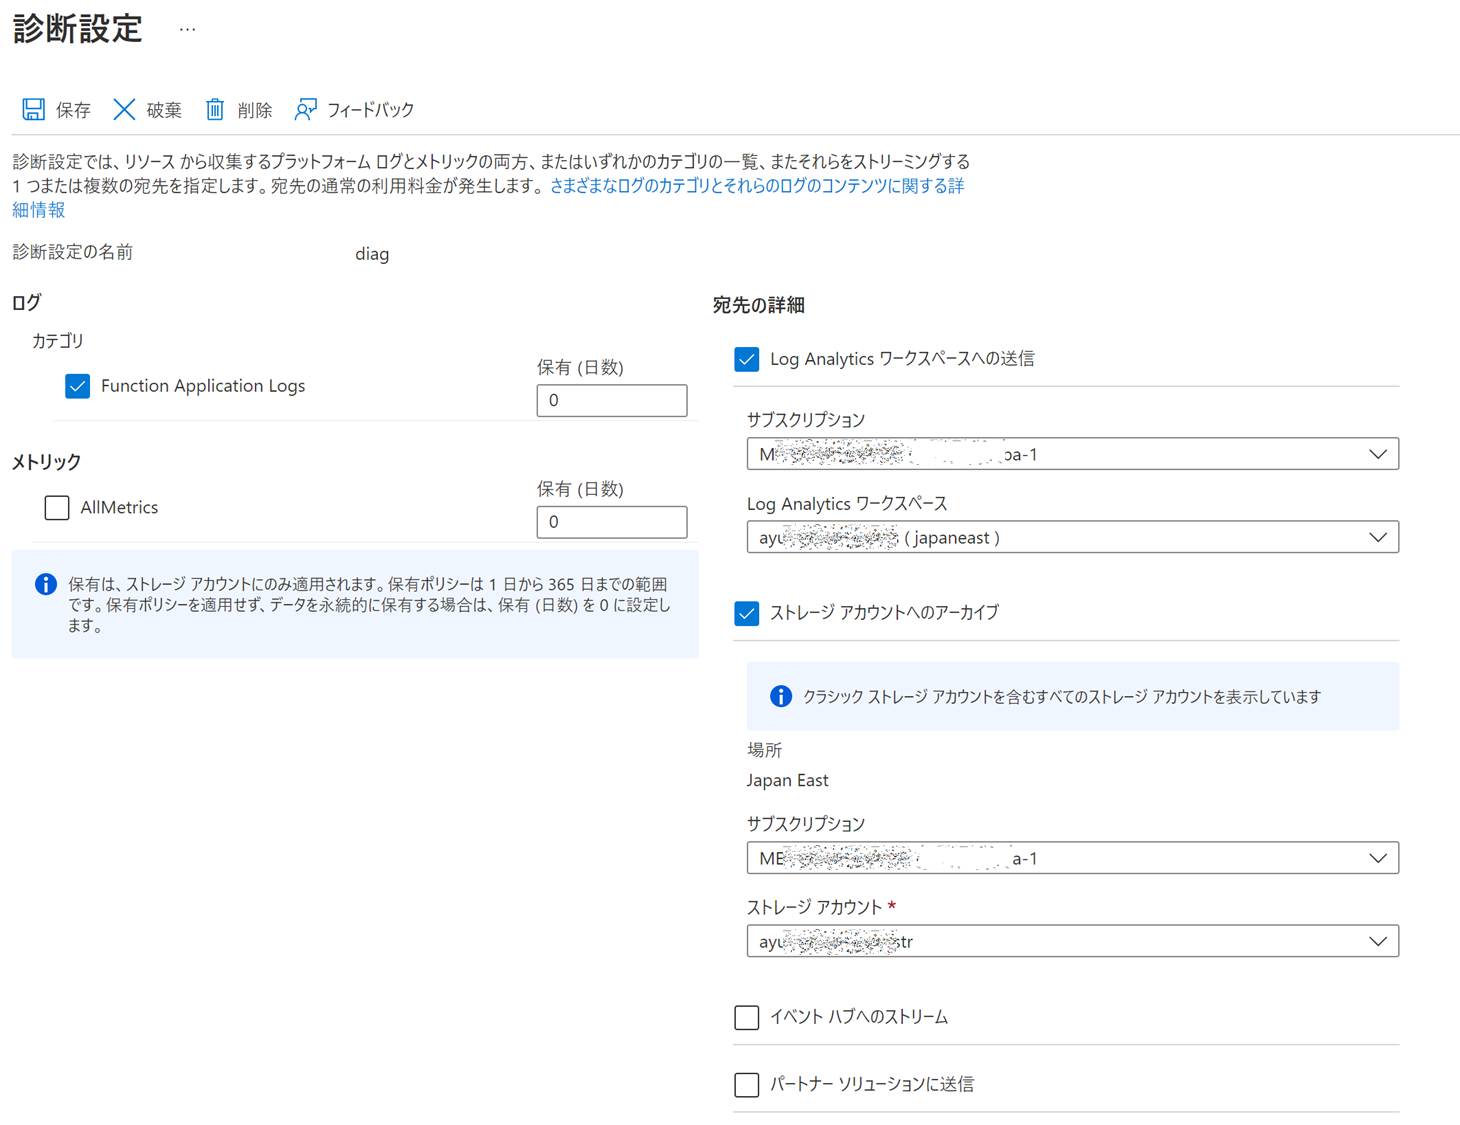 診断設定 …
保存 破棄 削除 フィードバック
診断設定では、リソース から収集するプラットフォーム ログとメトリックの両方、またはいずれかのカテゴリの一覧、またそれらをストリーミングする
1 つまたは複数の宛先を指定します。宛先の通常の利用料金が発生します。さまざまなログのカテゴリとそれらのログのコンテンツに関する詳
細情報
診断設定の名前 diag
ログ
カテゴリ
保有 (日数)
Function Application Logs
0
メトリック
保有 (日数)
AllMetrics
0
保有は、ストレージ アカウントにのみ適用されます。保有ポリシーは 1 日から 365 日までの範囲
です。保有ポリシーを適用せず、データを永続的に保有する場合は、保有 (日数) を 0 に設定し
ます。
宛先の詳細
Log Analytics ワークスペースへの送信
サブスクリプション
Log Analytics ワークスペース
( japaneast )
ストレージ アカウントへのアーカイブ
クラシック ストレージ アカウントを含むすべてのストレージ アカウントを表示しています
場所
Japan East
サブスクリプション
ストレージ アカウント *
イベント ハブへのストリーム
パートナー ソリューションに送信